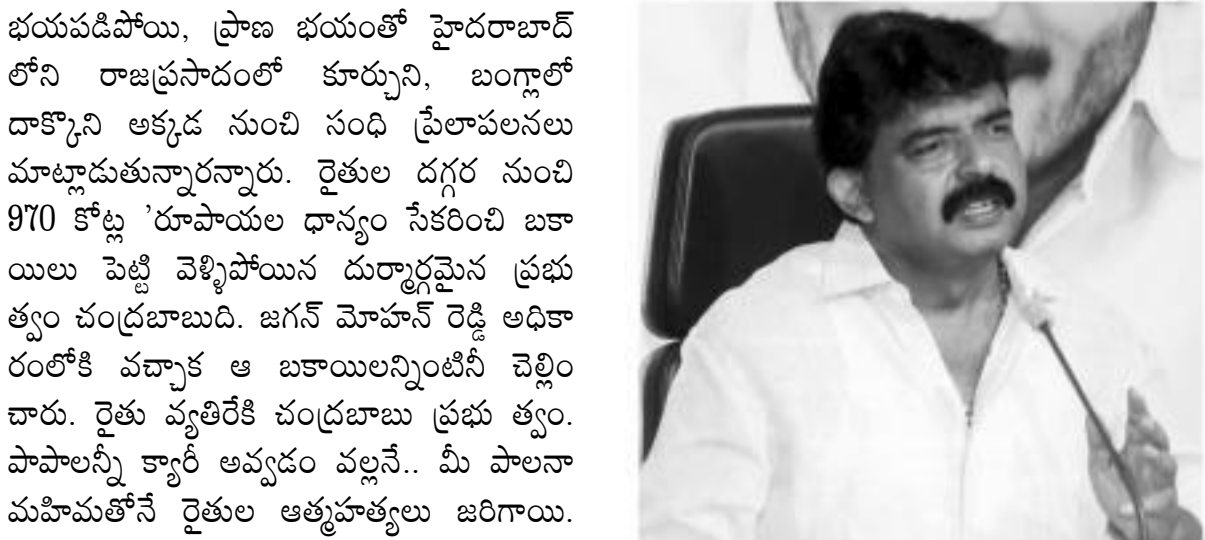 భయపడిపోయి, ప్రాణ భయంతో హైదరాబాద్
లోని రాజప్రసాదంలో కూర్చుని, బంగ్లాలో
దాక్కొని అక్కడ నుంచి సంధి ప్రేలాపలనలు
మాట్లాడుతున్నారన్నారు. రైతుల దగ్గర నుంచి
970 కోట్ల 'రూపాయల ధాన్యం సేకరించి బకా
యిలు పెట్టి వెళ్ళిపోయిన దుర్మార్గమైన ప్రభు
త్వం చంద్రబాబుది. జగన్ మోహన్ రెడ్డి అధికా
రంలోకి వచ్చాక ఆ బకాయిలన్నింటినీ చెల్లిం
చారు. రైతు వ్యతిరేకి చంద్రబాబు ప్రభు త్వం.
పాపాలన్నీ క్యారీ అవ్వడం వల్లనే.. మీ పాలనా
మహిమతోనే రైతుల ఆత్మహత్యలు జరిగాయి.